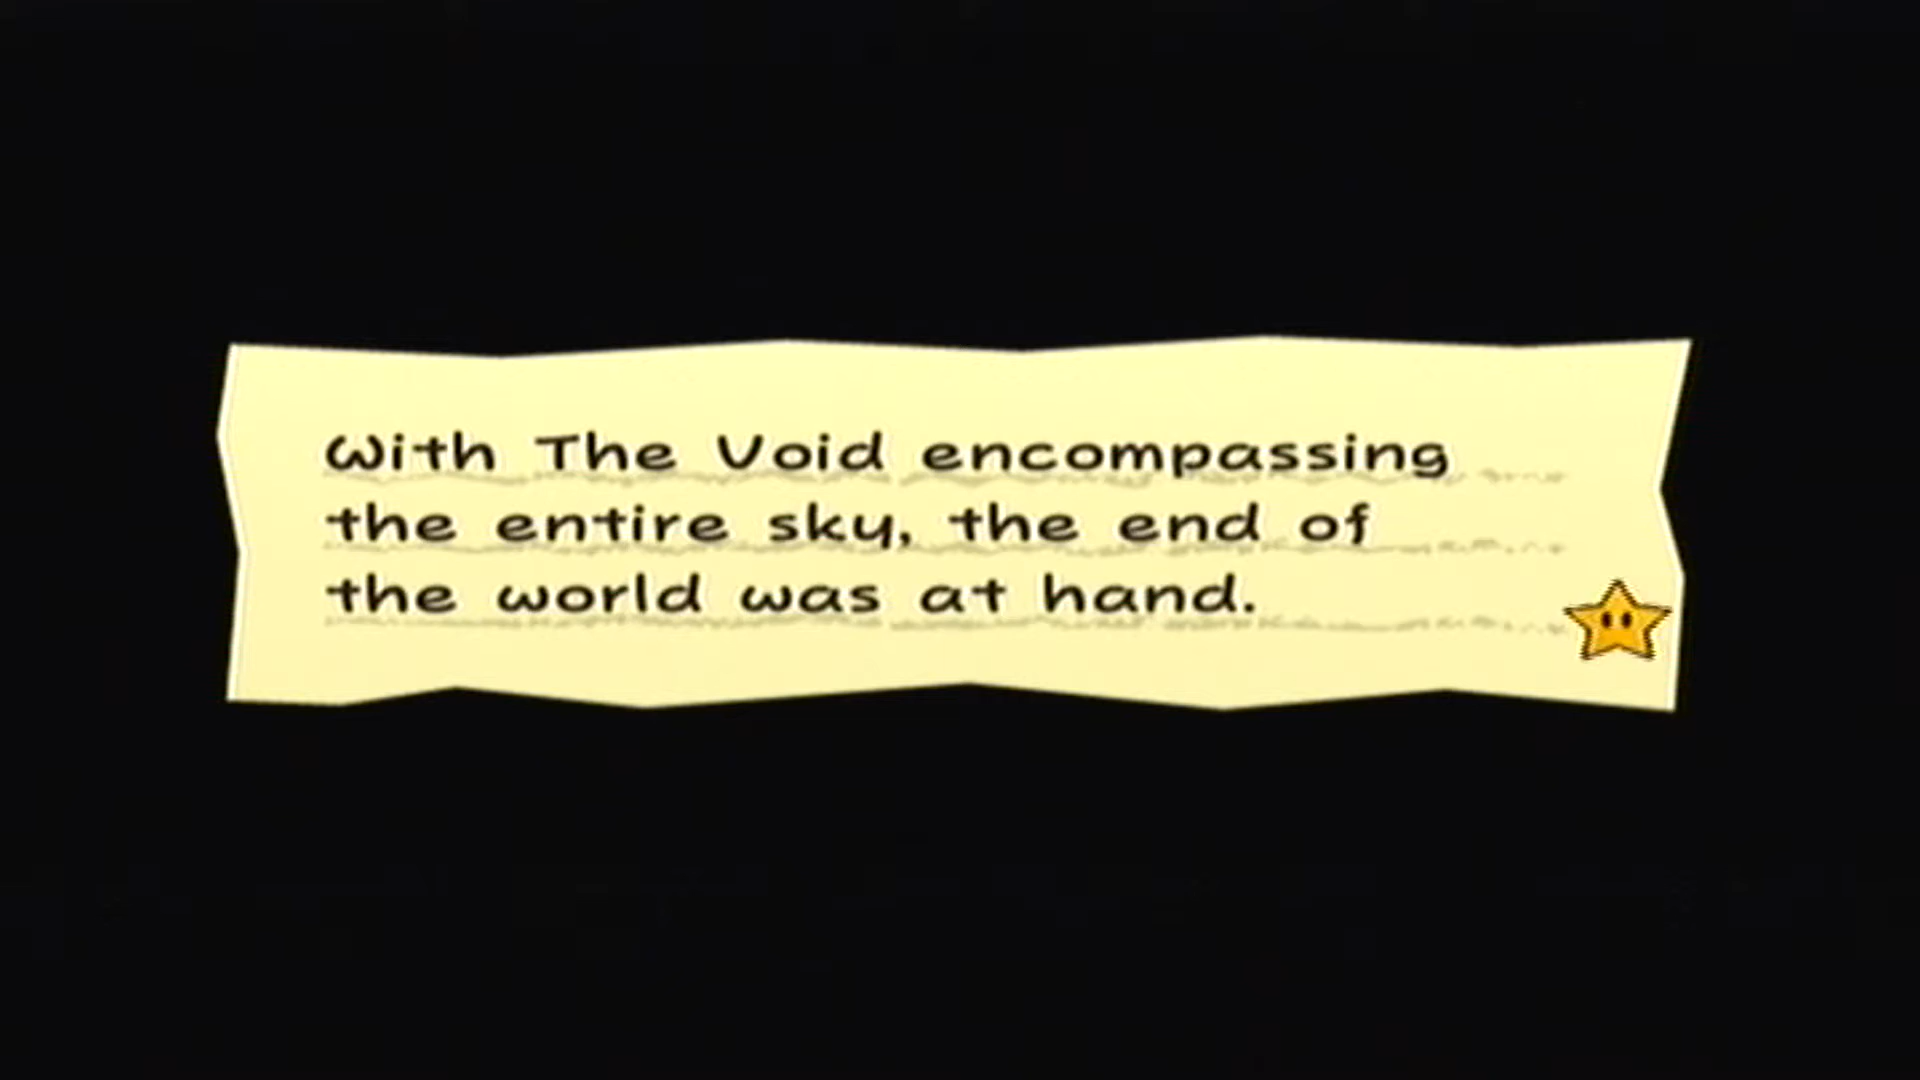 With The Void encompassing
the entire sky, the end of
the world was at hand.